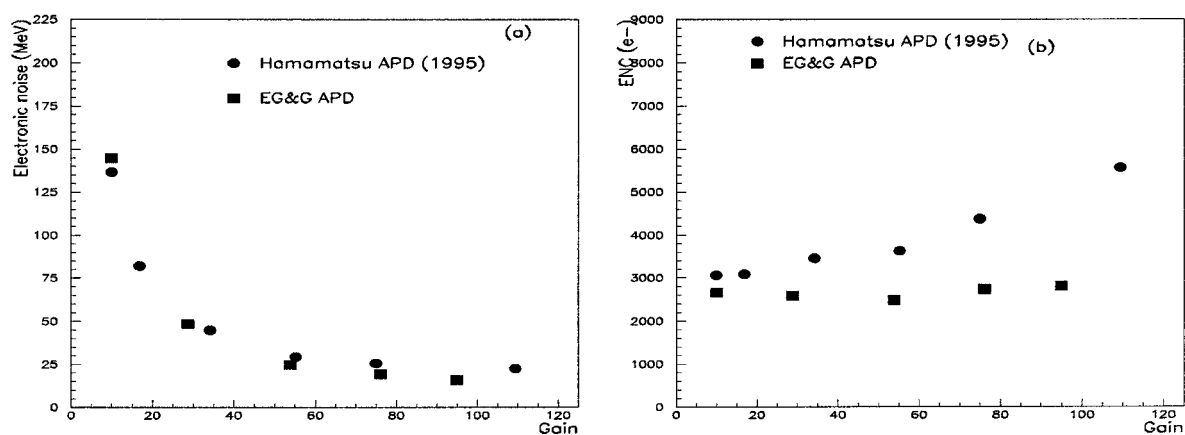 225
200
175
150
125
100
75
50
25
0
Electronic noise (MeV)
(a)
Hamamatsu APD (1995)
EG&G APD
0 20 40 60 80 100 120
Gain
9000
8000
7000
6000
5000
4000
3000
2000
1000
0
ENC (e-)
Hamamatsu APD (1995)
(b)
EG&G APD
0 20 40 60 80 100 120
Gain